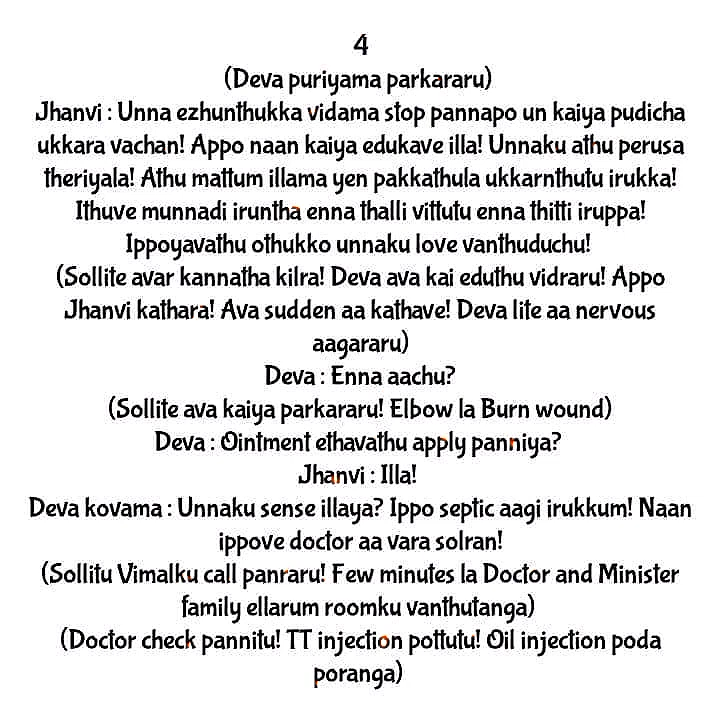 4
(Deva puriyama parkararu)
Jhanvi : Unna ezhunthukka vidama stop pannapo un kaiya pudicha
ukkara vachan! Appo naan kaiya edukave illa! Unnaku athu perusa
theriyala! Athu mattum illama yen pakkathula ukkarnthutu irukka!
Ithuve munnadi iruntha enna thalli vittutu enna thitti iruppa!
Ippoyavathu othukko unnaku love vanthuduchu!
(Sollite avar kannatha kilra! Deva ava kai eduthu vidraru! Appo
Jhanvi kathara! Ava sudden aa kathave! Deva lite aa nervous
aagararu)
Deva : Enna aachu?
(Sollite ava kaiya parkararu! Elbow la Burn wound)
Deva : Ointment ethavathu apply panniya?
Jhanvi : Illa!
Deva kovama : Unnaku sense illaya? Ippo septic aagi irukkum! Naan
ippove doctor aa vara solran!
(Sollitu Vimalku call panraru! Few minutes la Doctor and Minister
family ellarum roomku vanthutanga)
(Doctor check pannitu! TT injection pottutu! Oil injection poda
poranga)